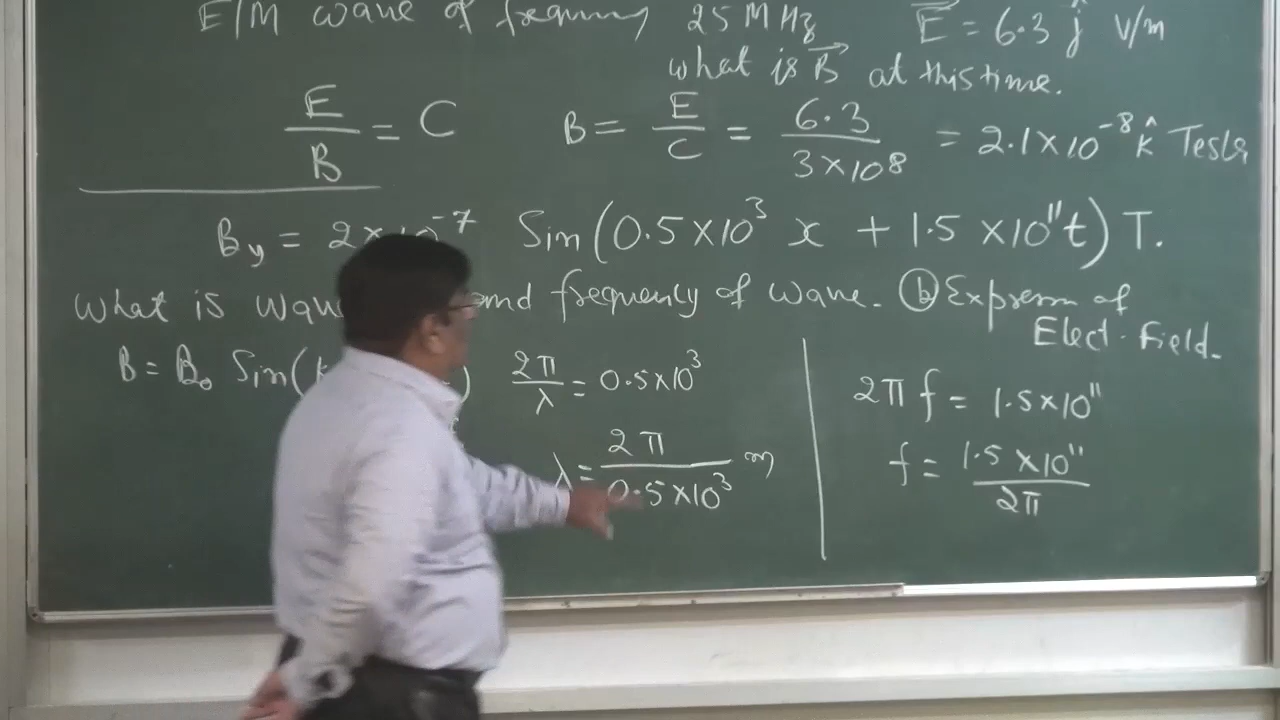 E/M wave of frequency 25 MHz E⃗ = 6.3 ĵ V/m
what is B⃗ at this time.
E/B = C B = E/C = 6.3/3×10⁸ = 2.1×10⁻⁸ k̂ Tesla
By = 2×10⁻⁷ Sin(0.5×10³ x + 1.5×10¹¹t) T.
What is and frequency of wave. ⓑ Express of
Elect. Field.
B = B₀ Sin( ) 2π/λ = 0.5×10³ 2πf = 1.5×10¹¹
λ = 2π/0.5×10³ m f = 1.5×10¹¹/2π